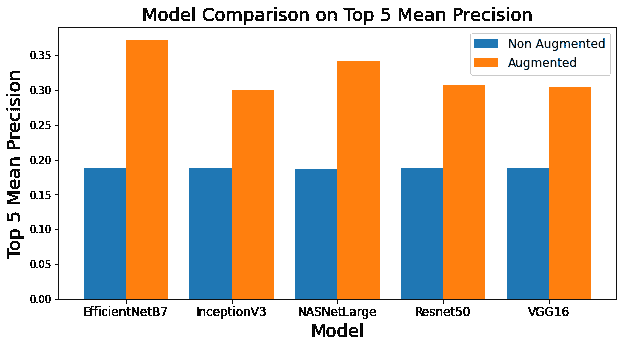 Model Comparison on Top 5 Mean Precision
Non Augmented
Augmented
Top 5 Mean Precision
0.35
0.30
0.25
0.20
0.15
0.10
0.05
0.00
EfficientNetB7 InceptionV3 NASNetLarge Resnet50 VGG16
Model